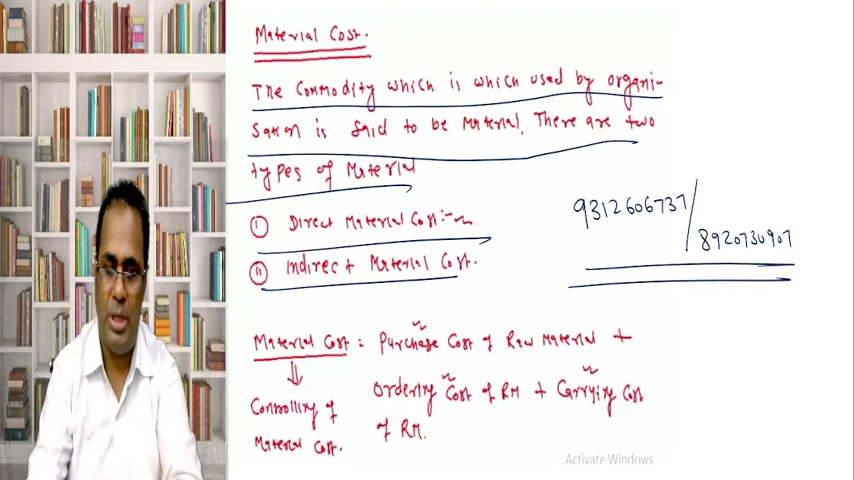 Material Cost.
The Commodity which is which used by organi-
sation is said to be Material. There are two
types of Material
(i) Direct Material Cost:-
(ii) Indirect Material Cost.
9312606737/
8920730907
Material Cost = Purchase Cost of Raw Material +
Ordering Cost of RM + Carrying Cost
of RM.
Controlling of
Material Cost.
Activate Windows